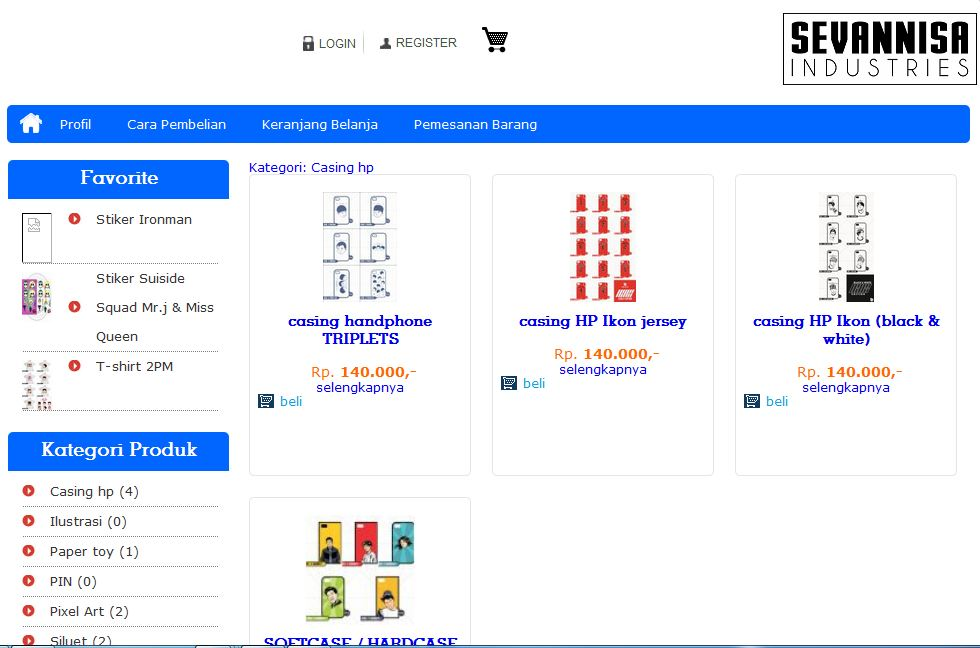 LOGIN
REGISTER
SEVANNISA
INDUSTRIES
Profil
Cara Pembelian
Keranjang Belanja
Pemesanan Barang
Favorite
Stiker Ironman
Stiker Suiside
Squad Mr.j & Miss
Queen
T-shirt 2PM
Kategori Produk
Casing hp (4)
Ilustrasi (0)
Paper toy (1)
PIN (0)
Pixel Art (2)
Siluet (2)
Kategori: Casing hp
casing handphone
TRIPLETS
Rp. 140.000,-
selengkapnya
beli
casing HP Ikon jersey
Rp. 140.000,-
selengkapnya
beli
casing HP Ikon (black &
white)
Rp. 140.000,-
selengkapnya
beli
SOFTCASE / HARDCASE